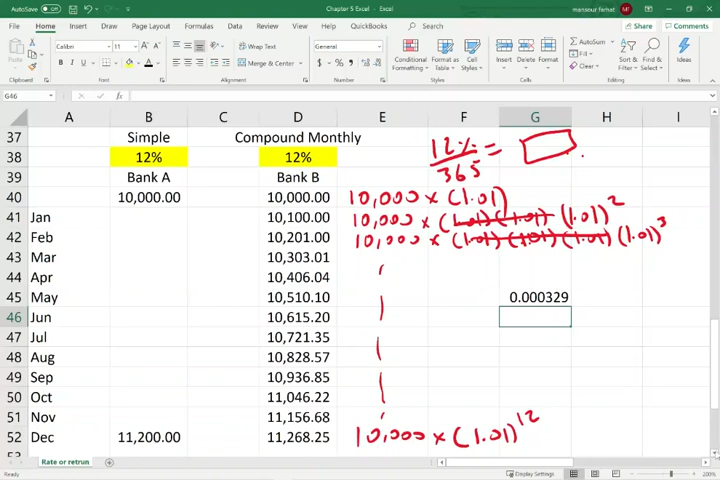 AutoSave Off Chapter 5 Excel - Excel mansour ferhat MF
File Home Insert Draw Page Layout Formulas Data Review View Help QuickBooks Search Share Comments
Calibri 11 A A Wrap Text General AutoSum
Paste Fill
B I U A Merge & Center $ % , Conditional Formatting Format as Table Cell Styles Insert Delete Format Clear Sort & Filter Find & Select Ideas
Clipboard Font Alignment Number Styles Cells Editing Ideas
G46 fx
A B C D E F G H I
37 Simple Compound Monthly
38 12% 12% 12%/365 =
39 Bank A Bank B
40 10,000.00 10,000.00 10,000 × (1.01)
41 Jan 10,100.00 10,000 × (1.01)(1.01) (1.01)²
42 Feb 10,201.00 10,000 × (1.01)(1.01)(1.01) (1.01)³
43 Mar 10,303.01
44 Apr 10,406.04
45 May 10,510.10 0.000329
46 Jun 10,615.20
47 Jul 10,721.35
48 Aug 10,828.57
49 Sep 10,936.85
50 Oct 11,046.22
51 Nov 11,156.68
52 Dec 11,200.00 11,268.25 10,000 × (1.01)¹²
Rate or retrun
Ready Display Settings 200%